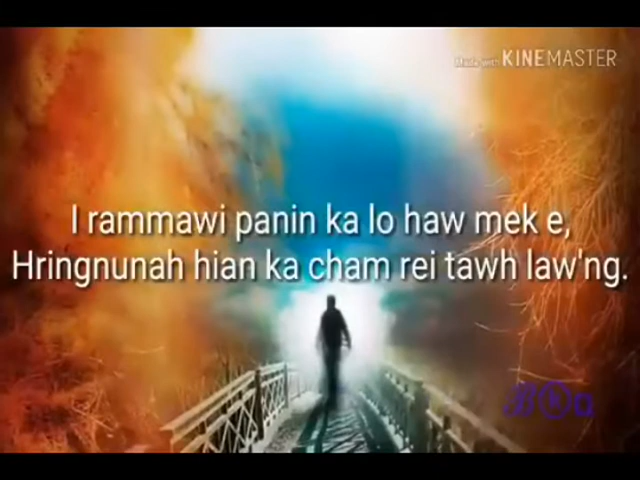 Made with KINEMASTER
I rammawi panin ka lo haw mek e,
Hringnunah hian ka cham rei tawh law'ng.